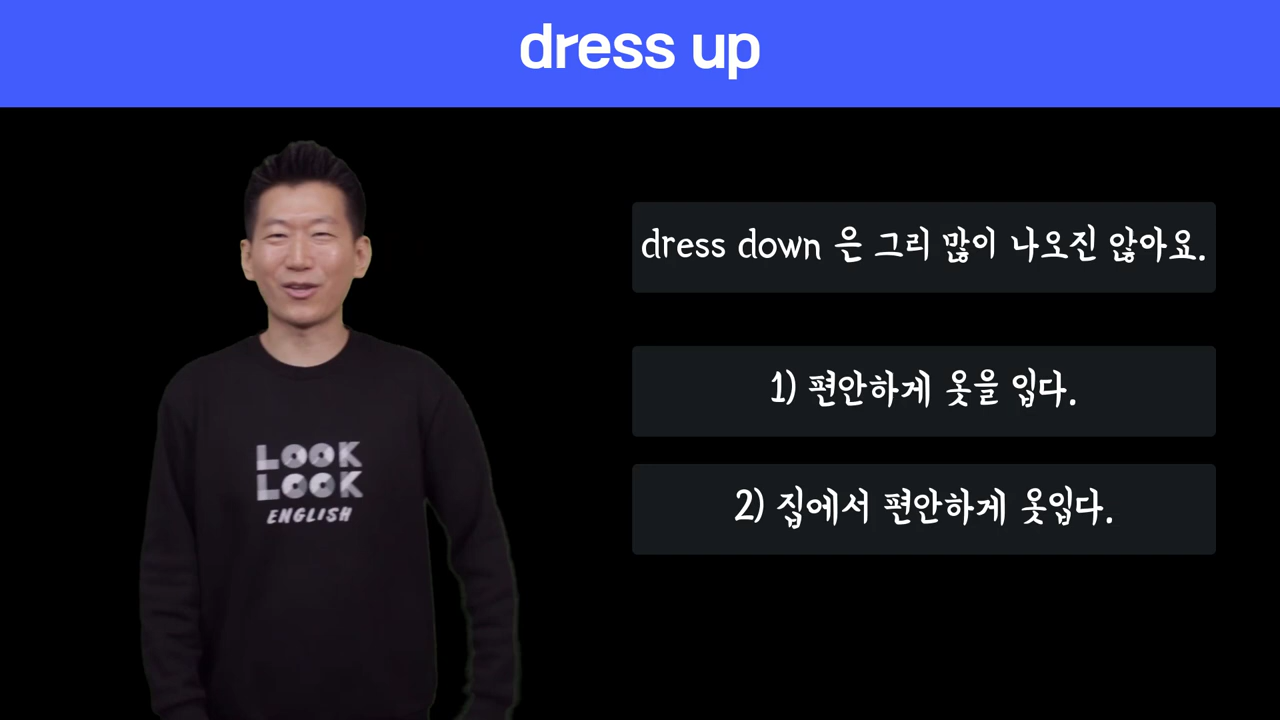 dress up
dress down 은 그리 많이 나오진 않아요.
1) 편안하게 옷을 입다.
2) 집에서 편안하게 옷입다.
LOOK
LOOK
ENGLISH